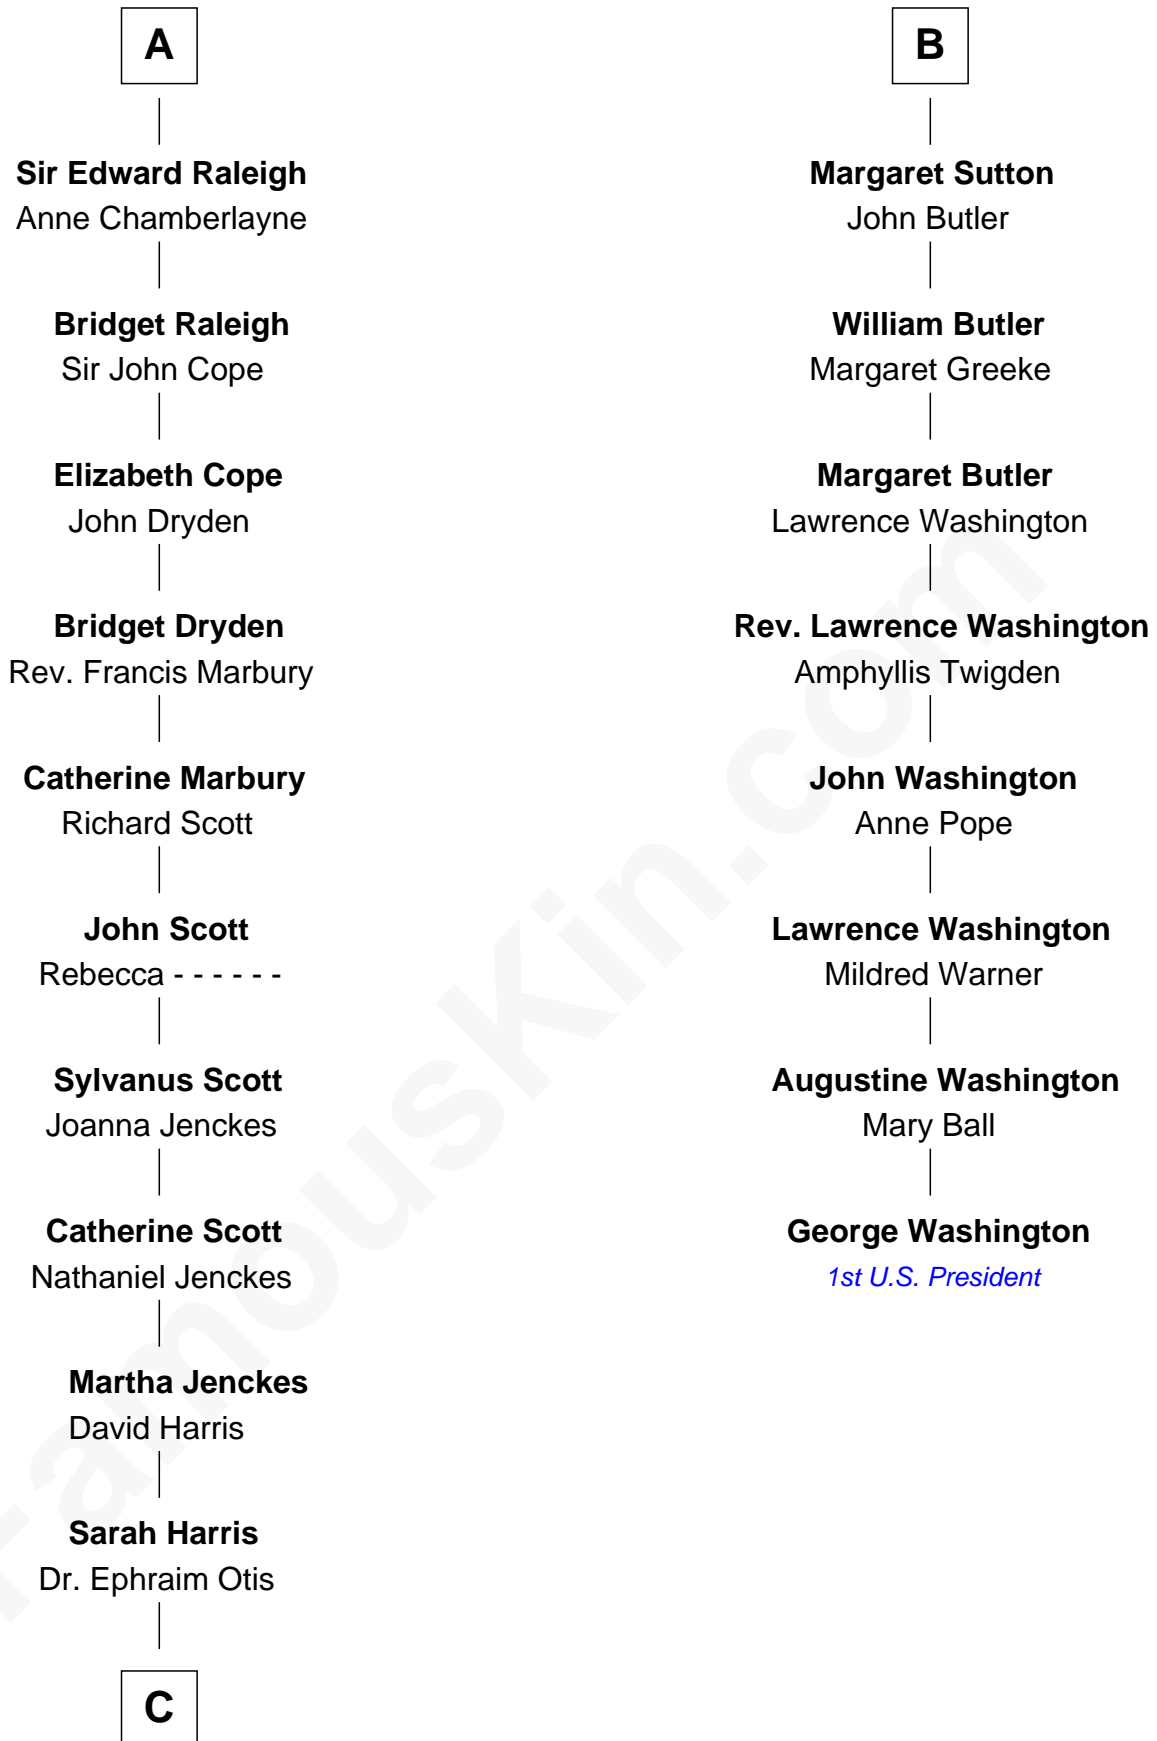 A
Sir Edward Raleigh
Anne Chamberlayne
Bridget Raleigh
Sir John Cope
Elizabeth Cope
John Dryden
Bridget Dryden
Rev. Francis Marbury
Catherine Marbury
Richard Scott
John Scott
Rebecca - - - - - -
Sylvanus Scott
Joanna Jenckes
Catherine Scott
Nathaniel Jenckes
Martha Jenckes
David Harris
Sarah Harris
Dr. Ephraim Otis
C
B
Margaret Sutton
John Butler
William Butler
Margaret Greeke
Margaret Butler
Lawrence Washington
Rev. Lawrence Washington
Amphyllis Twigden
John Washington
Anne Pope
Lawrence Washington
Mildred Warner
Augustine Washington
Mary Ball
George Washington
1st U.S. President
FamousKin.com